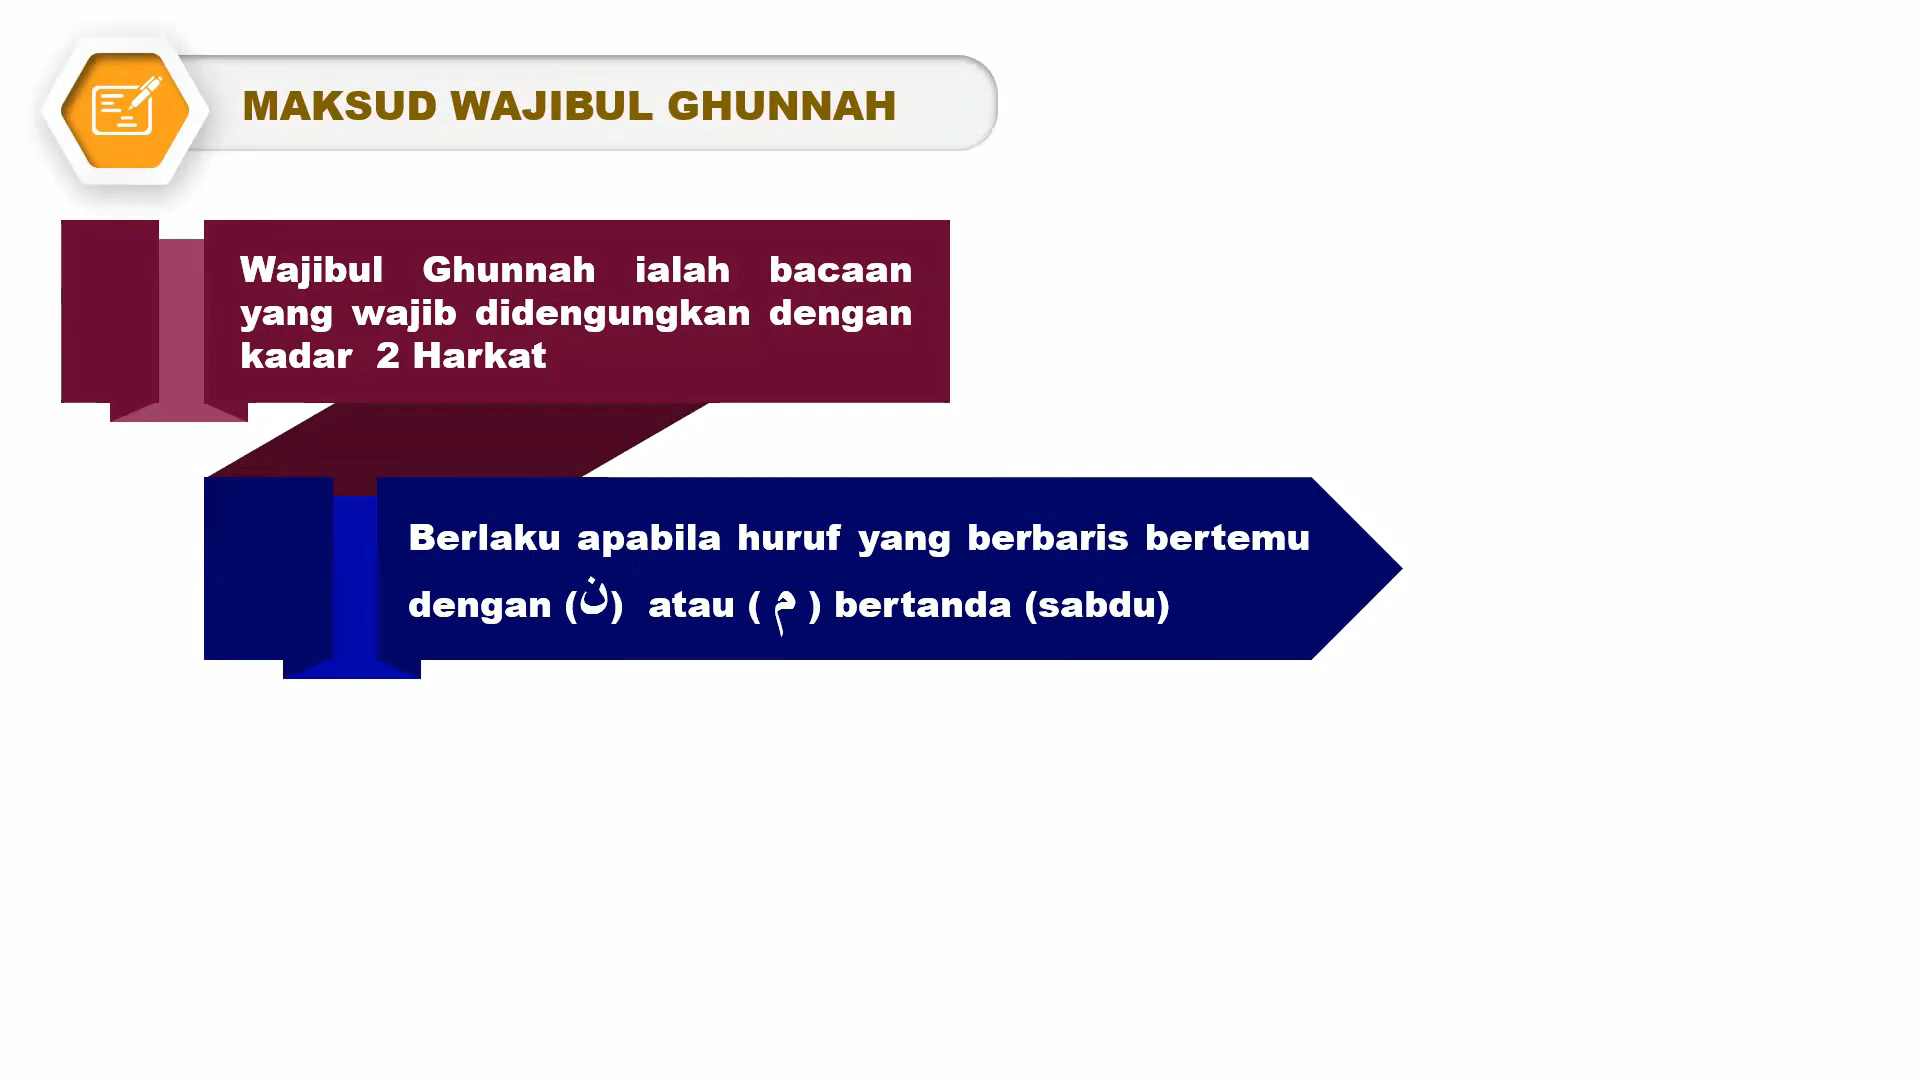 MAKSUD WAJIBUL GHUNNAH
Wajibul Ghunnah ialah bacaan
yang wajib didengungkan dengan
kadar 2 Harkat
Berlaku apabila huruf yang berbaris bertemu
dengan (ن) atau ( م ) bertanda (sabdu)